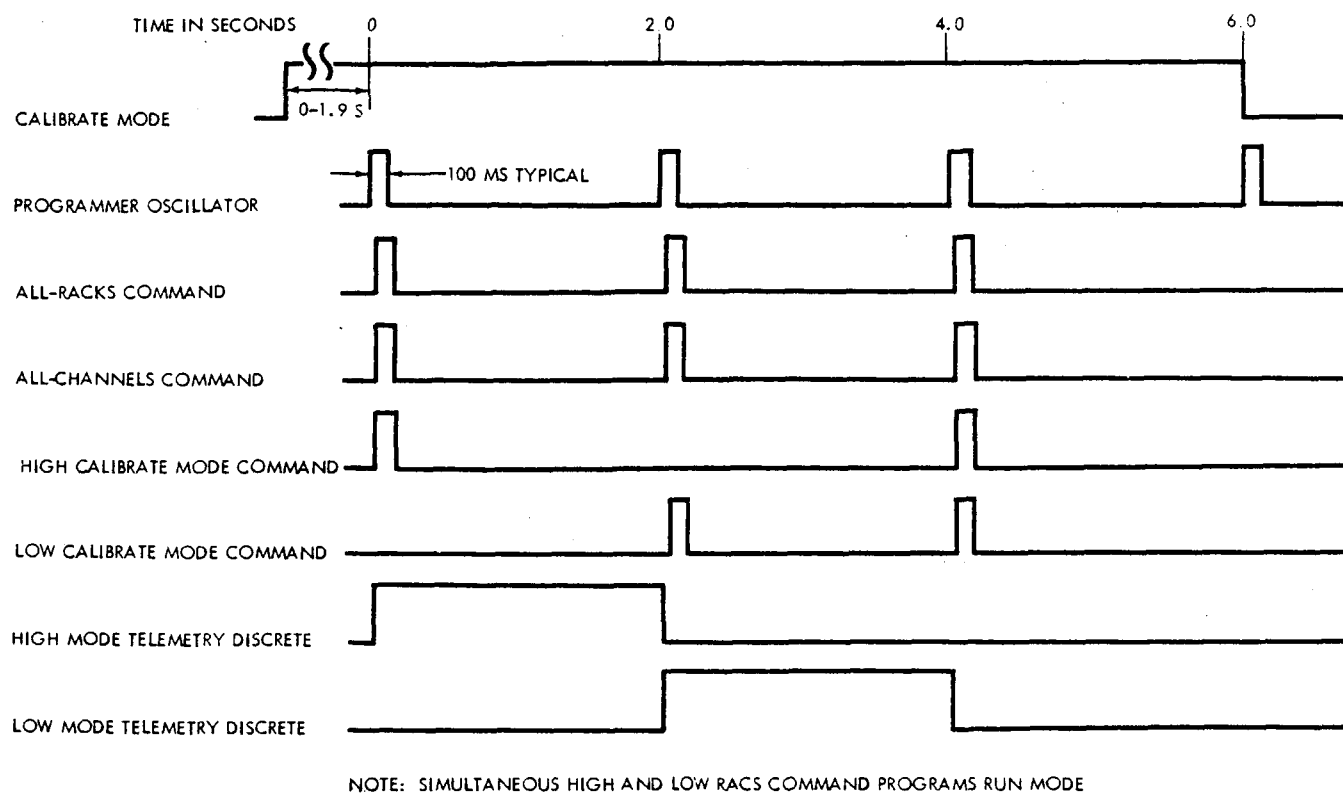 TIME IN SECONDS 0 2.0 4.0 6.0
0-1.9 S
CALIBRATE MODE
100 MS TYPICAL
PROGRAMMER OSCILLATOR
ALL-RACKS COMMAND
ALL-CHANNELS COMMAND
HIGH CALIBRATE MODE COMMAND
LOW CALIBRATE MODE COMMAND
HIGH MODE TELEMETRY DISCRETE
LOW MODE TELEMETRY DISCRETE
NOTE: SIMULTANEOUS HIGH AND LOW RACS COMMAND PROGRAMS RUN MODE